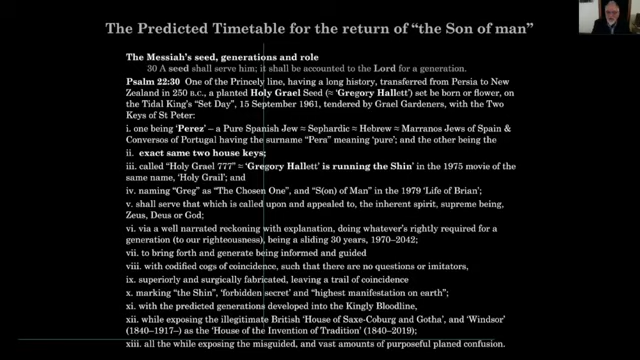 The Predicted Timetable for the return of “the Son of man”
The Messiah’s seed, generations and role
30 A seed shall serve him; it shall be accounted to the Lord for a generation.
Psalm 22:30 One of the Princely line, having a long history, transferred from Persia to New
Zealand in 250 B.C., a planted Holy Grael Seed (≈ ‘Gregory Hallett’) set be born or flower, on
on the Tidal King’s “Set Day”, 15 September 1961, tendered by Grael Gardeners, with the Two
Keys of St Peter:
i. one being ‘Perez’ – a Pure Spanish Jew ≈ Sephardic ≈ Hebrew ≈ Marranos Jews of Spain &
Conversos of Portugal having the surname “Pera” meaning ‘pure’; and the other being the
ii. exact same two house keys;
iii. called “Holy Grael 777” ≈ ‘Gregory Hallett’ is running the Shin’ in the 1975 movie of the
same name, ‘Holy Grail’; and
iv. naming “Greg” as “The Chosen One”, and “S(on) of Man” in the 1979 ‘Life of Brian’;
v. shall serve that which is called upon and appealed to, the inherent spirit, supreme being,
Zeus, Deus or God;
vi. via a well narrated reckoning with explanation, doing whatever’s rightly required for a
generation (to our righteousness), being a sliding 30 years, 1970–2042;
vii. to bring forth and generate being informed and guided
viii. with codified cogs of coincidence, such that there are no questions or imitators,
ix. superiorly and surgically fabricated, leaving a trail of coincidence
x. marking “the Shin”, ‘forbidden secret’ and “highest manifestation on earth”;
xi. with the predicted generations developed into the Kingly Bloodline,
xii. while exposing the illegitimate British ‘House of Saxe-Coburg and Gotha’, and ‘Windsor’
(1840–1917–) as the ‘House of the Invention of Tradition’ (1840–2019);
xiii. all the while exposing the misguided, and vast amounts of purposeful planed confusion.